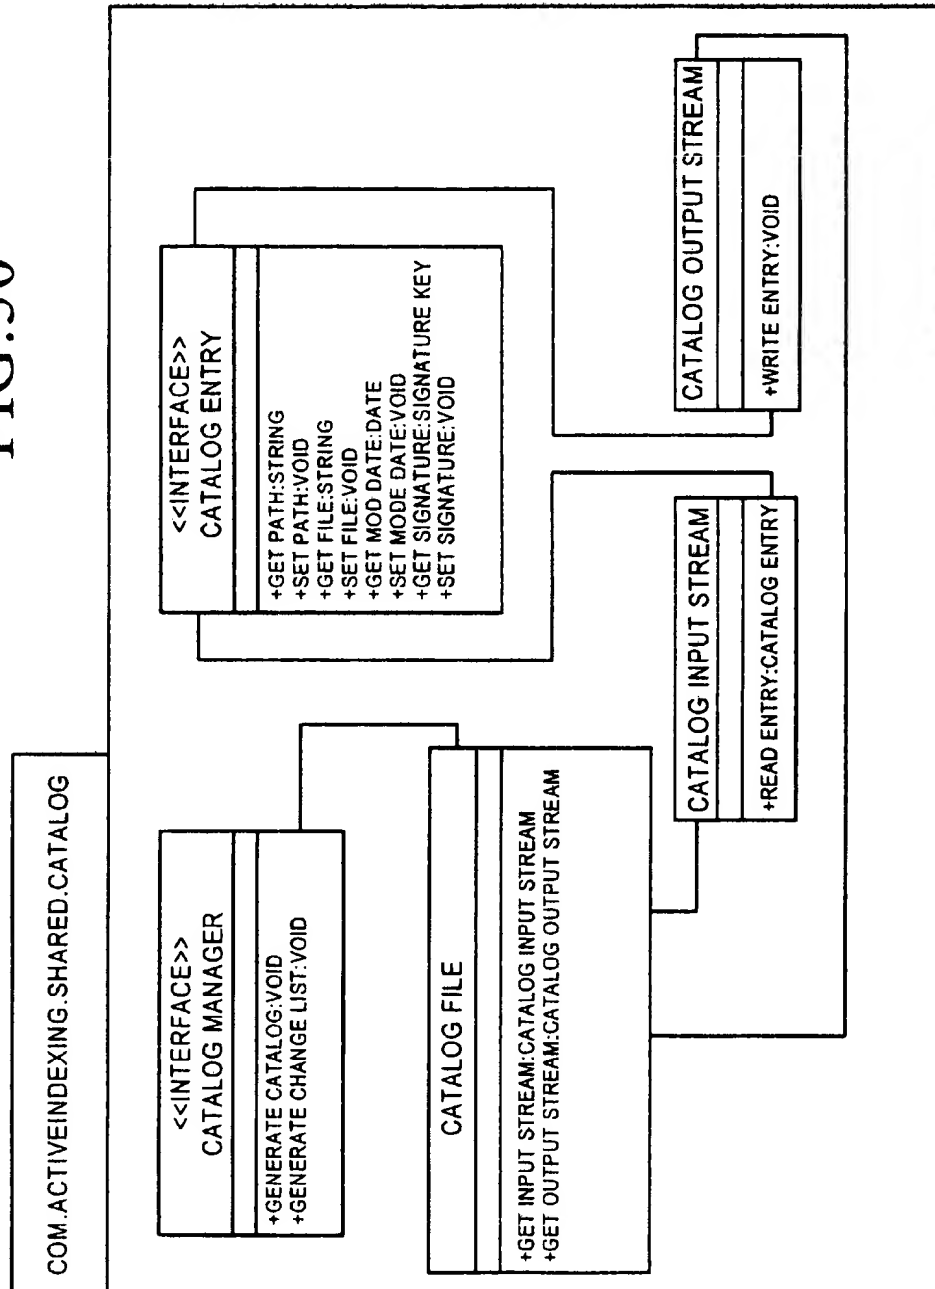 COM.ACTIVEINDEXING.SHARED.CATALOG
<<INTERFACE>>
CATALOG MANAGER
+GENERATE CATALOG:VOID
+GENERATE CHANGE LIST:VOID
<<INTERFACE>>
CATALOG ENTRY
+GET PATH:STRING
+SET PATH:VOID
+GET FILE:STRING
+SET FILE:VOID
+GET MOD DATE:DATE
+SET MODE DATE:VOID
+GET SIGNATURE:SIGNATURE KEY
+SET SIGNATURE:VOID
CATALOG FILE
+GET INPUT STREAM:CATALOG INPUT STREAM
+GET OUTPUT STREAM:CATALOG OUTPUT STREAM
CATALOG INPUT STREAM
+READ ENTRY:CATALOG ENTRY
CATALOG OUTPUT STREAM
+WRITE ENTRY:VOID